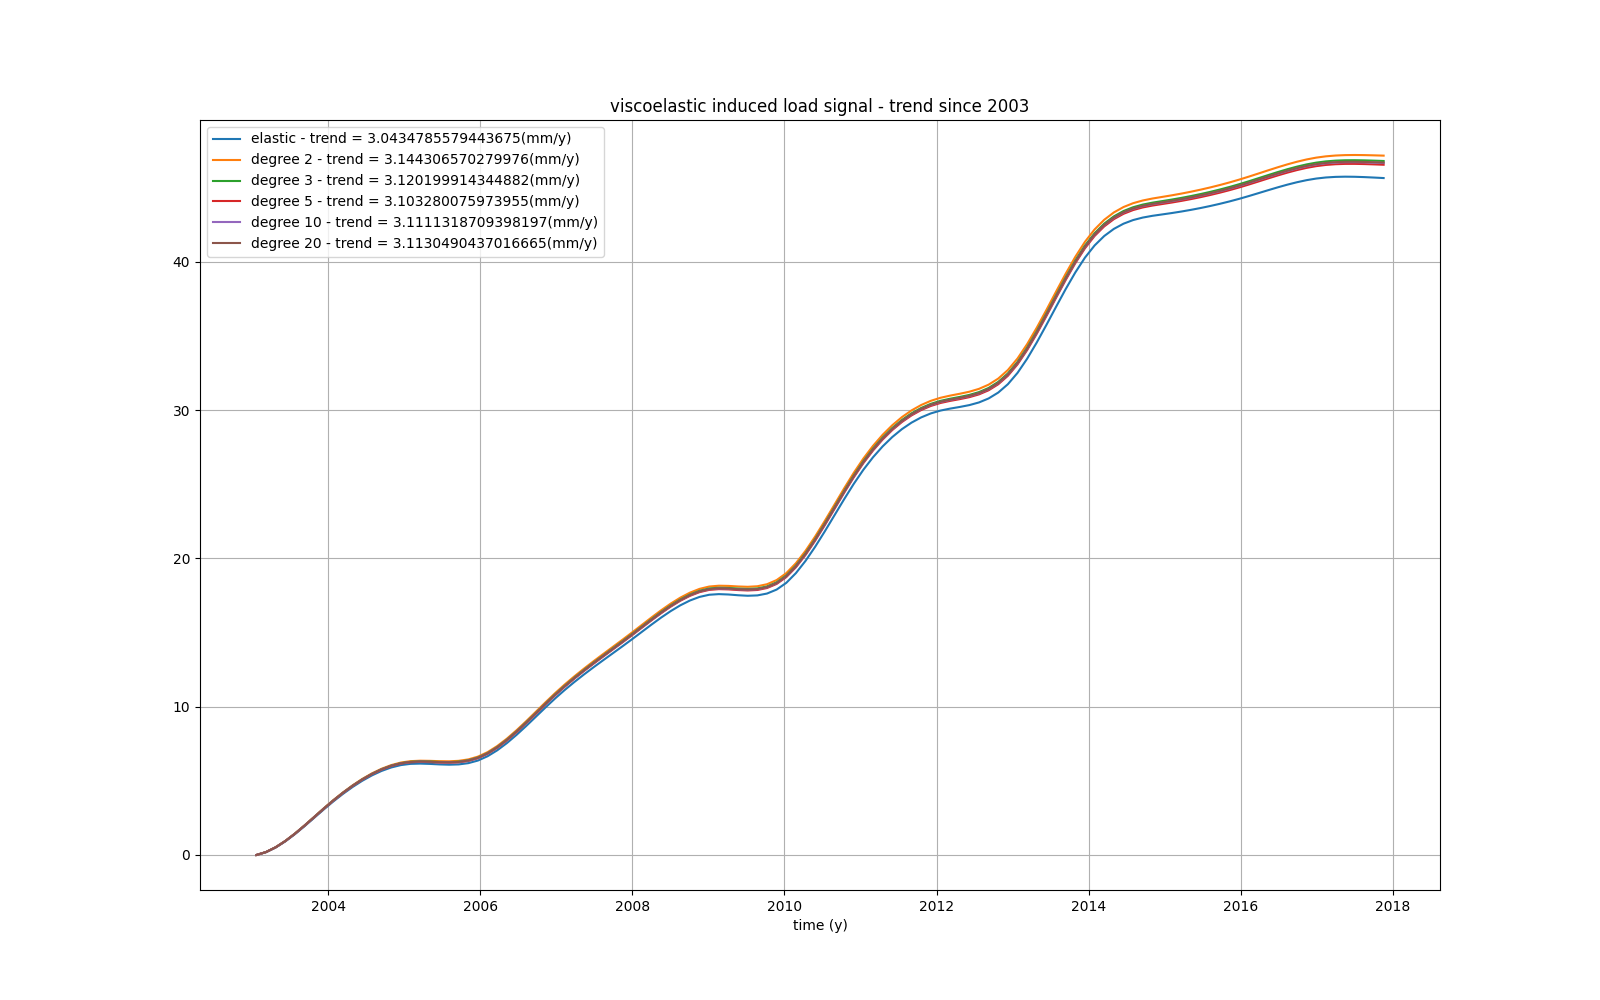 viscoelastic induced load signal - trend since 2003
elastic - trend = 3.0434785579443675(mm/y)
degree 2 - trend = 3.144306570279976(mm/y)
degree 3 - trend = 3.120199914344882(mm/y)
degree 5 - trend = 3.103280075973955(mm/y)
degree 10 - trend = 3.1111318709398197(mm/y)
degree 20 - trend = 3.1130490437016665(mm/y)
40
30
20
10
0
2004 2006 2008 2010 2012 2014 2016 2018
time (y)